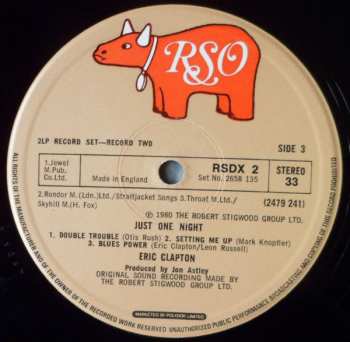 RSO
2LP RECORD SET—RECORD TWO
SIDE 3
1.Jewel
M.Pub.
Co.Ltd.
Made in England
RSDX 2
Set No. 2658 135
STEREO
33
2.Rondor M.(Ldn.)Ltd./Straitjacket Songs 3.Throat M.Ltd./
Skyhill M.(H. Fox)
(2479 241)
℗ 1980 THE ROBERT STIGWOOD GROUP LTD.
JUST ONE NIGHT
1. DOUBLE TROUBLE (Otis Rush) 2. SETTING ME UP (Mark Knopfler)
3. BLUES POWER (Eric Clapton/Leon Russell)
ERIC CLAPTON
Produced by Jon Astley
ORIGINAL SOUND RECORDING MADE BY
THE ROBERT STIGWOOD GROUP LTD.
MARKETED BY POLYDOR LIMITED
ALL RIGHTS OF THE MANUFACTURER AND OF THE OWNER OF THE RECORDED WORK RESERVED UNAUTHORIZED PUBLIC PERFORMANCE BROADCASTING AND COPYING OF THIS RECORD PROHIBITED